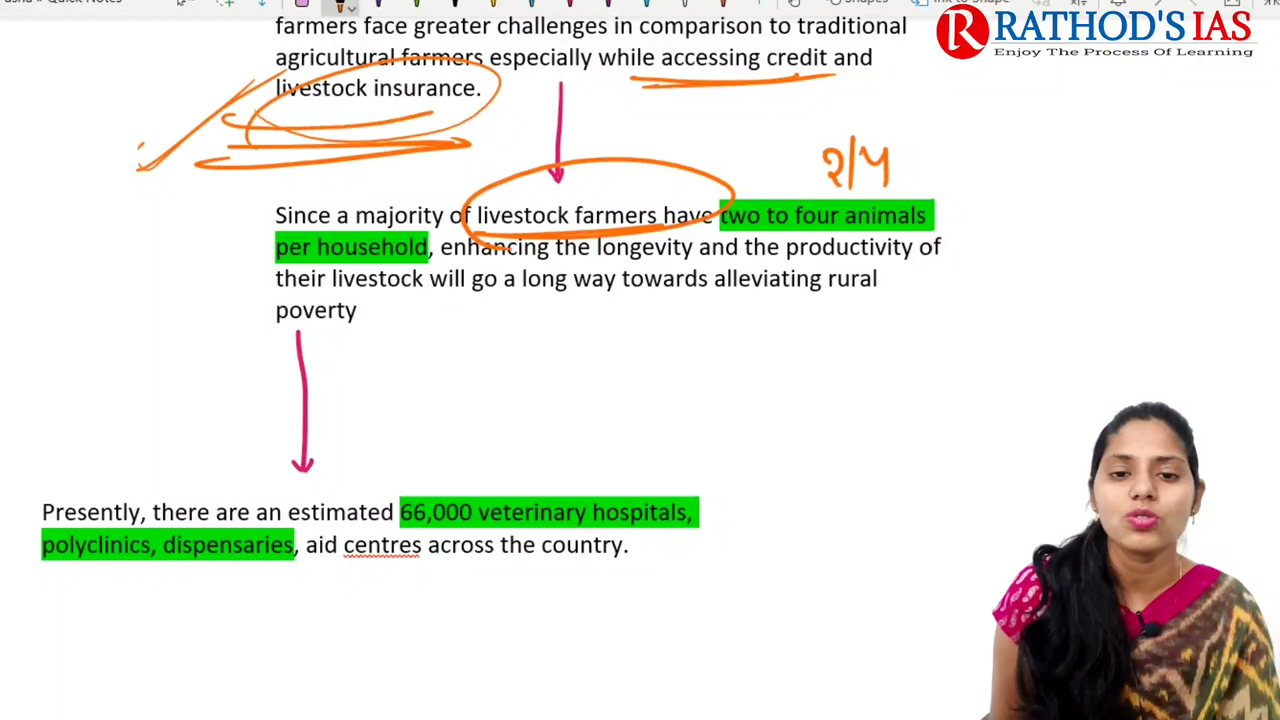 RATHOD'S IAS
Enjoy The Process Of Learning
farmers face greater challenges in comparison to traditional
agricultural farmers especially while accessing credit and
livestock insurance.
2/4
Since a majority of livestock farmers have two to four animals
per household, enhancing the longevity and the productivity of
their livestock will go a long way towards alleviating rural
poverty
Presently, there are an estimated 66,000 veterinary hospitals,
polyclinics, dispensaries, aid centres across the country.